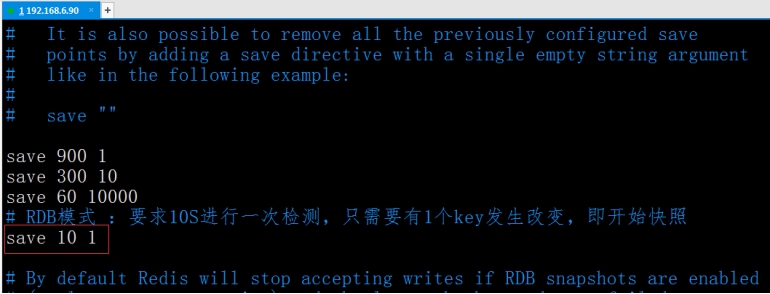 1 192.168.6.90 × +
#   It is also possible to remove all the previously configured save
#   points by adding a save directive with a single empty string argument
#   like in the following example:
#
#   save ""
save 900 1
save 300 10
save 60 10000
# RDB模式 ：要求10S进行一次检测，只需要有1个key发生改变，即开始快照
save 10 1
# By default Redis will stop accepting writes if RDB snapshots are enabled